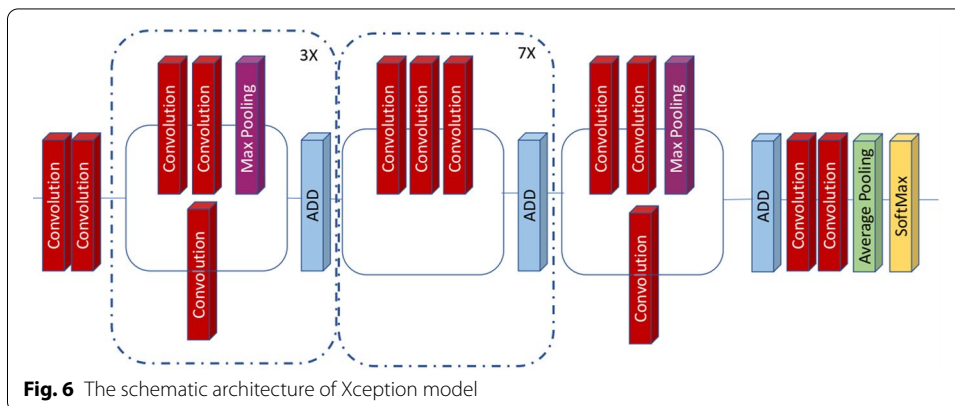 3X
7X
Convolution
Convolution
Convolution
Convolution
Max Pooling
Convolution
ADD
Convolution
Convolution
Convolution
ADD
Convolution
Convolution
Max Pooling
Convolution
ADD
Convolution
Convolution
Average Pooling
SoftMax
Fig. 6 The schematic architecture of Xception model